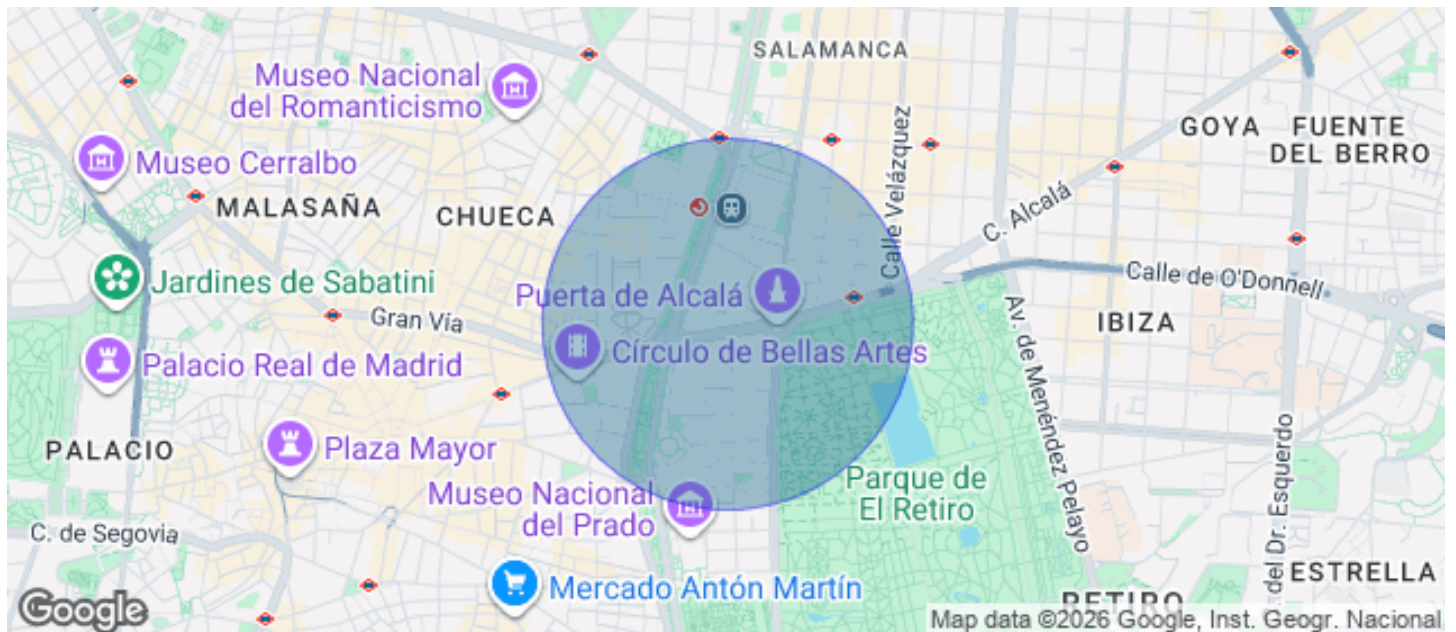 SALAMANCA
Museo Nacional
del Romanticismo
GOYA
FUENTE
DEL BERRO
Museo Cerralbo
MALASAÑA
CHUECA
Calle Velázquez
C. Alcalá
Jardines de Sabatini
Puerta de Alcalá
Calle de O'Donnell
Gran Vía
IBIZA
Círculo de Bellas Artes
Palacio Real de Madrid
Av. de Menéndez Pelayo
PALACIO
Plaza Mayor
Museo Nacional
del Prado
Parque de
El Retiro
C. de Segovia
C. del Dr. Esquerdo
Mercado Antón Martín
ESTRELLA
RETIRO
Google
Map data ©2026 Google, Inst. Geogr. Nacional